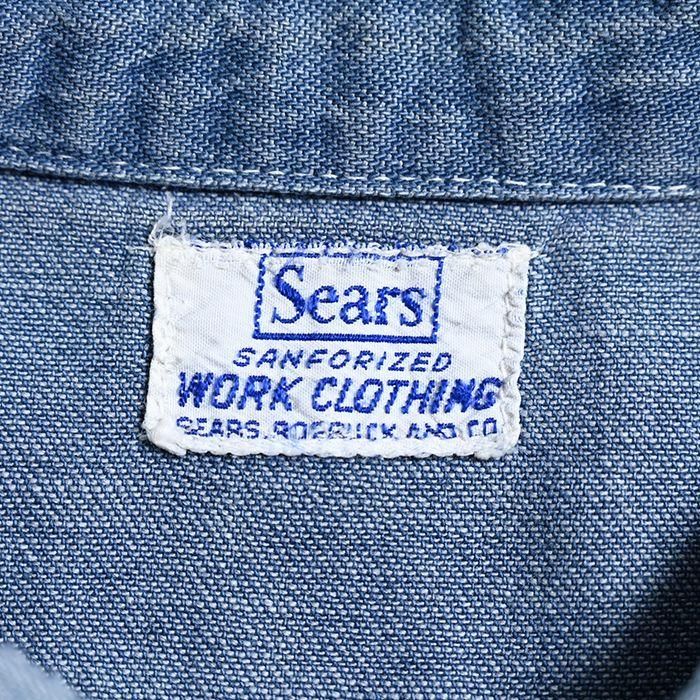 Sears
SANFORIZED
WORK CLOTHING
SEARS, ROEBUCK AND CO